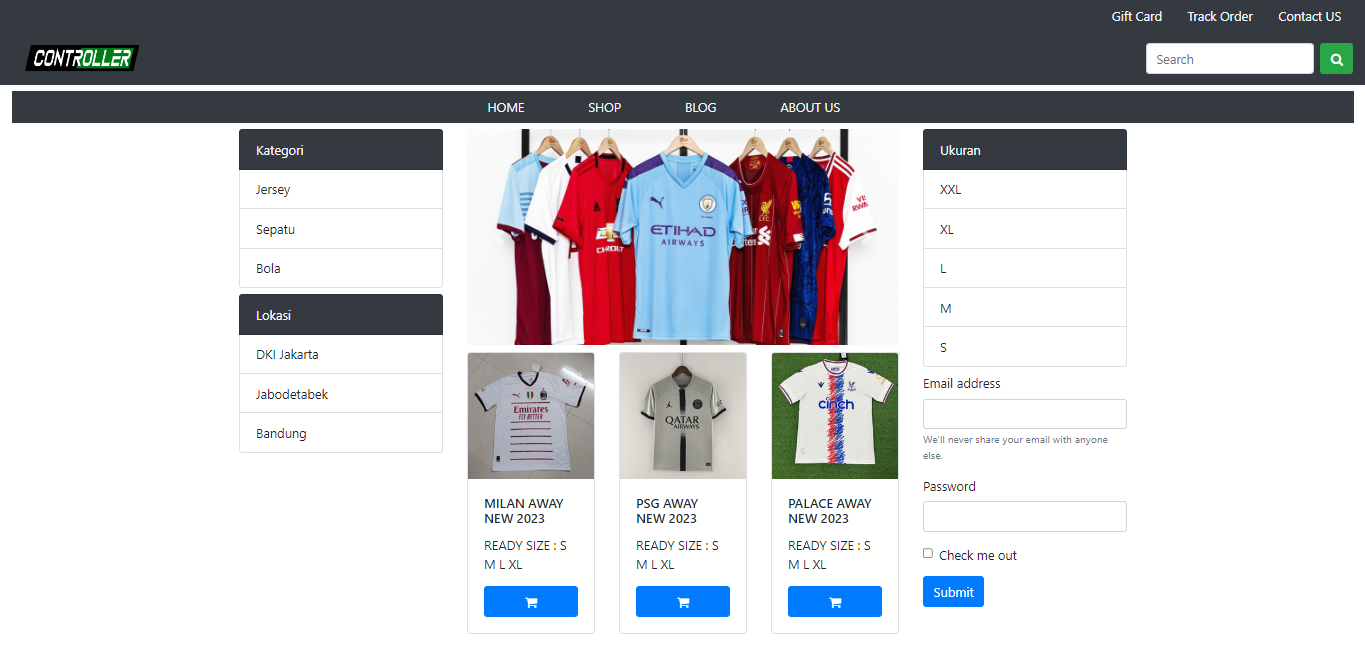 Gift Card Track Order Contact US
CONTROLLER
Search
HOME SHOP BLOG ABOUT US
Kategori
Jersey
Sepatu
Bola
Lokasi
DKI Jakarta
Jabodetabek
Bandung
ETIHAD
AIRWAYS
CHROLT
Emirates
FLY BETTER
MILAN AWAY
NEW 2023
READY SIZE : S
M L XL
QATAR
AIRWAYS
PSG AWAY
NEW 2023
READY SIZE : S
M L XL
cinch
PALACE AWAY
NEW 2023
READY SIZE : S
M L XL
Ukuran
XXL
XL
L
M
S
Email address
We'll never share your email with anyone
else.
Password
Check me out
Submit